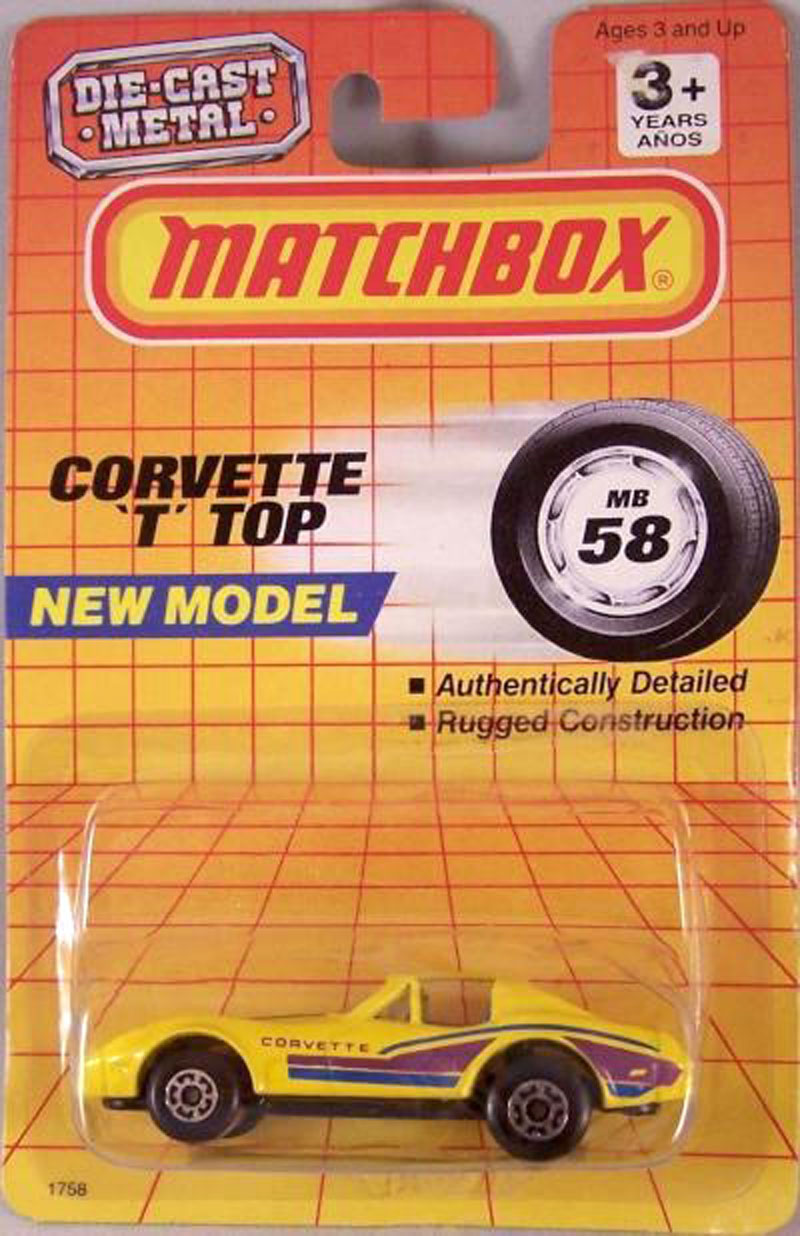 Ages 3 and Up
DIE-CAST
•METAL•
3+
YEARS
AÑOS
MATCHBOX®
CORVETTE
'T' TOP
MB
58
NEW MODEL
■ Authentically Detailed
■ Rugged Construction
CORVETTE
1758